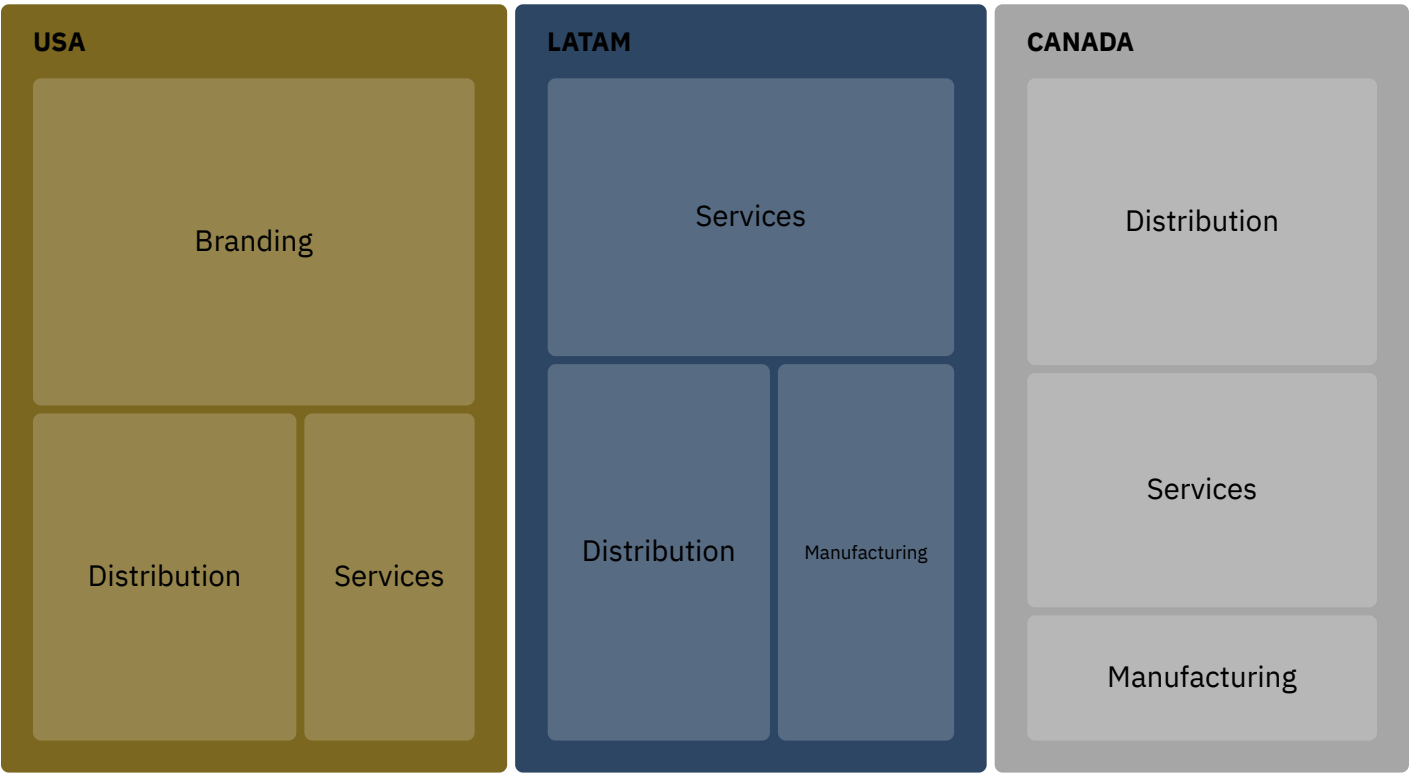 USA
Branding
Distribution
Services
LATAM
Services
Distribution
Manufacturing
CANADA
Distribution
Services
Manufacturing